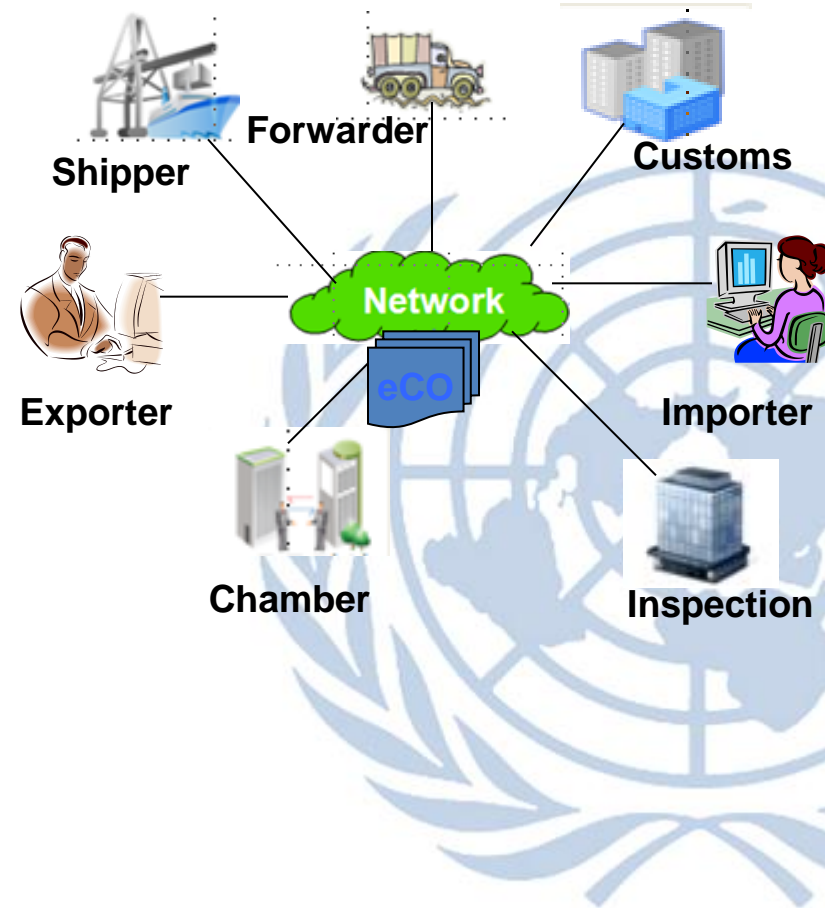 Forwarder
Shipper
Customs
Network
eCO
Exporter
Importer
Chamber
Inspection